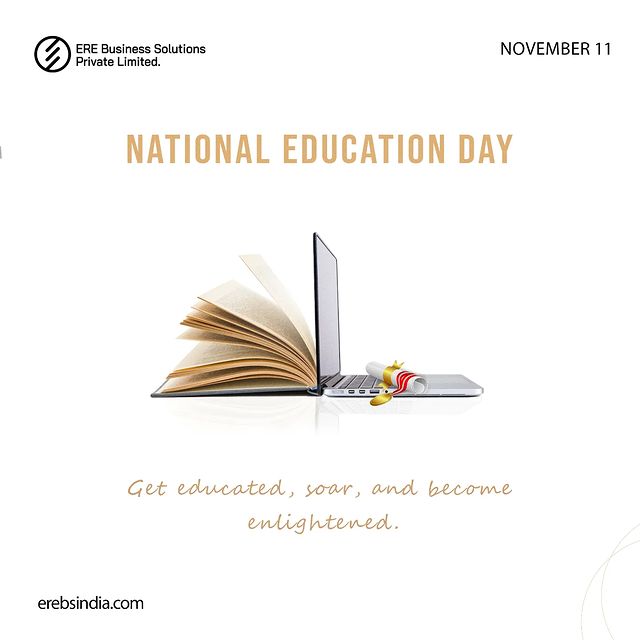 ERE Business Solutions
Private Limited.
NOVEMBER 11
NATIONAL EDUCATION DAY
Get educated, soar, and become
enlightened.
erebsindia.com